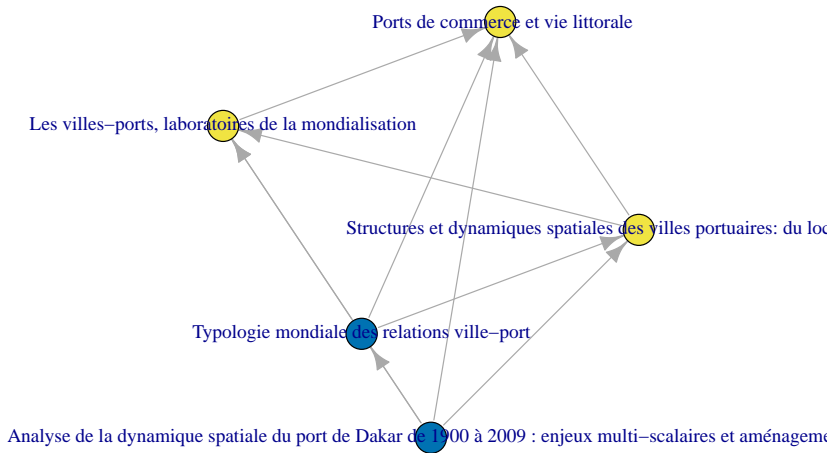 Ports de commerce et vie littorale
Les villes−ports, laboratoires de la mondialisation
Structures et dynamiques spatiales des villes portuaires: du loc
Typologie mondiale des relations ville−port
Analyse de la dynamique spatiale du port de Dakar de 1900 à 2009 : enjeux multi−scalaires et aménageme